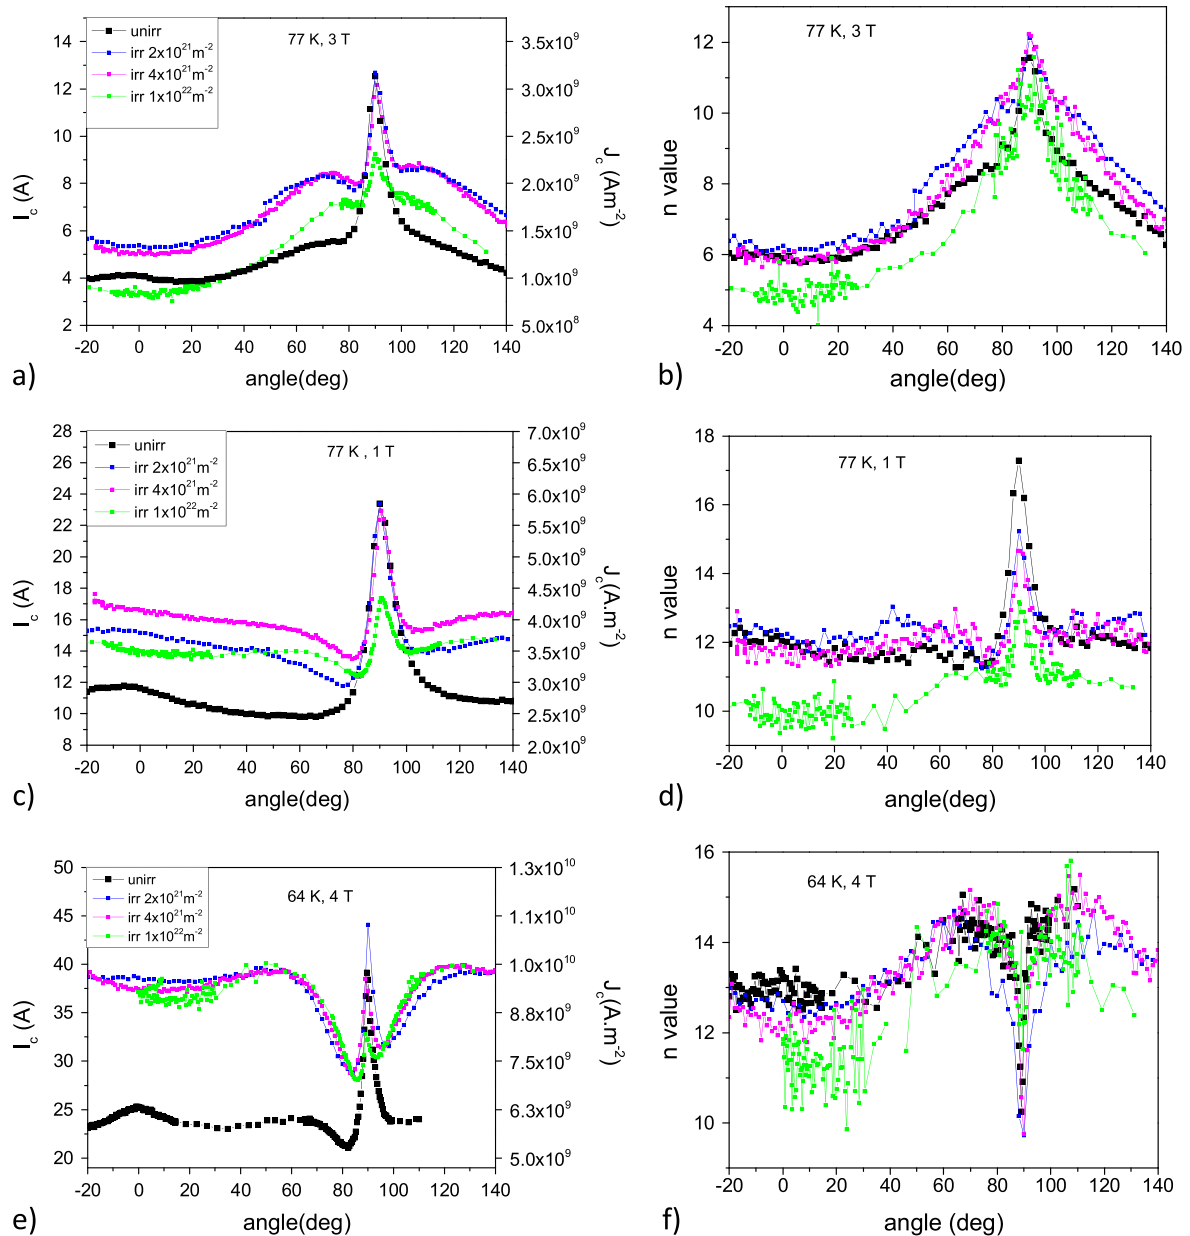 14
12
10
8
6
4
2
I_c (A)
unirr
irr 2x10²¹m⁻²
irr 4x10²¹m⁻²
irr 1x10²²m⁻²
77 K, 3 T
3.5x10⁹
3.0x10⁹
2.5x10⁹
2.0x10⁹
1.5x10⁹
1.0x10⁹
5.0x10⁸
J_c (Am⁻²)
-20 0 20 40 60 80 100 120 140
a) angle(deg)
12
10
8
6
4
n value
77 K, 3 T
-20 0 20 40 60 80 100 120 140
b) angle(deg)
28
26
24
22
20
18
16
14
12
10
8
I_c (A)
unirr
irr 2x10²¹m⁻²
irr 4x10²¹m⁻²
irr 1x10²²m⁻²
77 K , 1 T
7.0x10⁹
6.5x10⁹
6.0x10⁹
5.5x10⁹
5.0x10⁹
4.5x10⁹
4.0x10⁹
3.5x10⁹
3.0x10⁹
2.5x10⁹
2.0x10⁹
J_c(A.m⁻²)
-20 0 20 40 60 80 100 120 140
c) angle(deg)
18
16
14
12
10
n value
77 K, 1 T
-20 0 20 40 60 80 100 120 140
d) angle(deg)
50
45
40
35
30
25
20
I_c (A)
unirr
irr 2x10²¹m⁻²
irr 4x10²¹m⁻²
irr 1x10²²m⁻²
64 K, 4 T
1.3x10¹⁰
1.1x10¹⁰
1.0x10¹⁰
8.8x10⁹
7.5x10⁹
6.3x10⁹
5.0x10⁹
J_c(A.m⁻²)
-20 0 20 40 60 80 100 120 140
e) angle(deg)
16
14
12
10
n value
64 K, 4 T
-20 0 20 40 60 80 100 120 140
f) angle (deg)